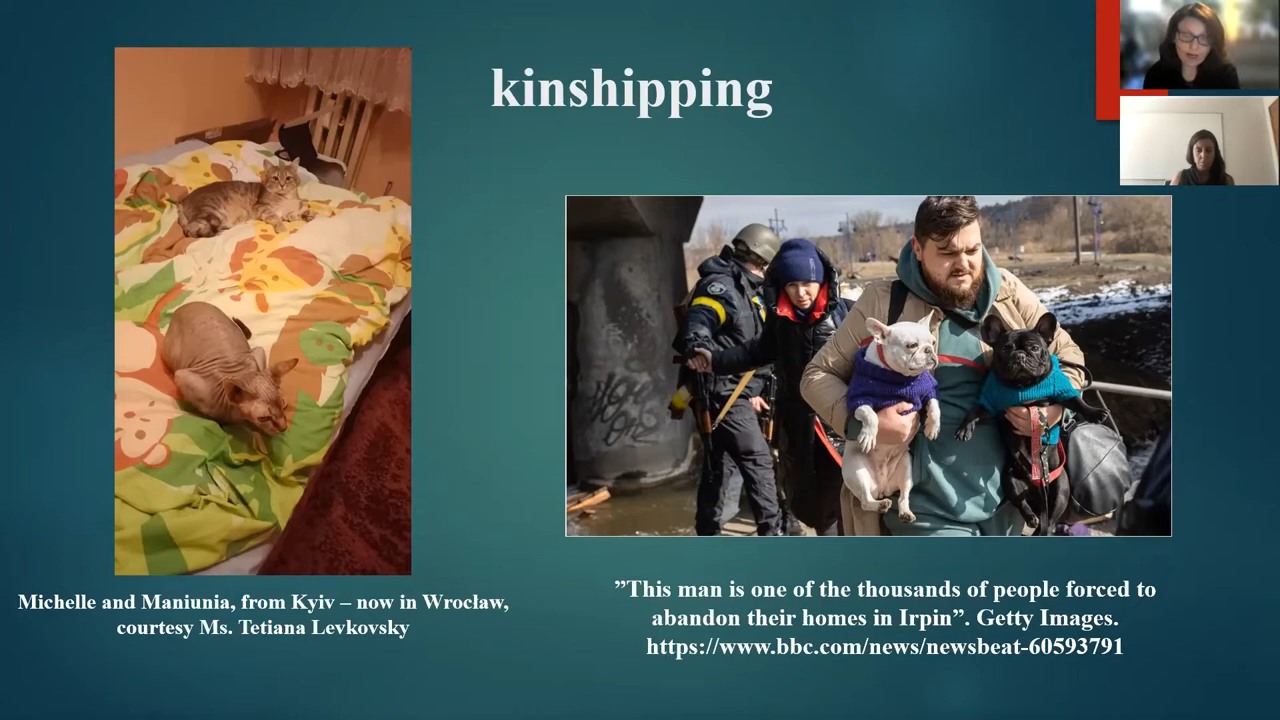 kinshipping
Michelle and Maniunia, from Kyiv – now in Wrocław,
courtesy Ms. Tetiana Levkovsky
”This man is one of the thousands of people forced to
abandon their homes in Irpin”. Getty Images.
https://www.bbc.com/news/newsbeat-60593791